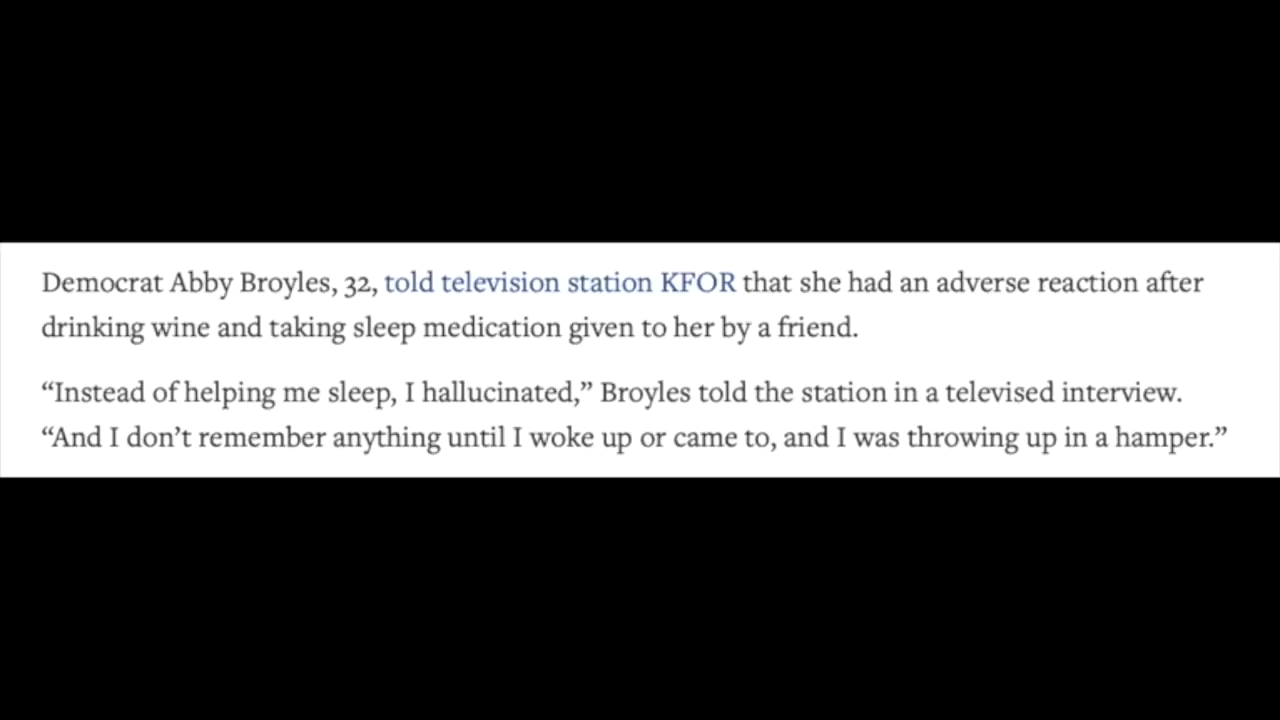 Democrat Abby Broyles, 32, told television station KFOR that she had an adverse reaction after
drinking wine and taking sleep medication given to her by a friend.
“Instead of helping me sleep, I hallucinated,” Broyles told the station in a televised interview.
“And I don’t remember anything until I woke up or came to, and I was throwing up in a hamper.”